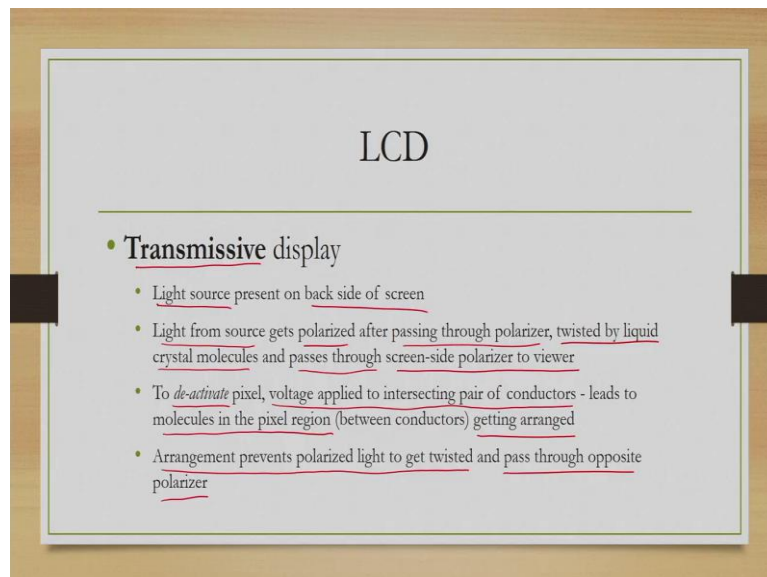 LCD
• Transmissive display
• Light source present on back side of screen
• Light from source gets polarized after passing through polarizer, twisted by liquid
crystal molecules and passes through screen-side polarizer to viewer
• To de-activate pixel, voltage applied to intersecting pair of conductors - leads to
molecules in the pixel region (between conductors) getting arranged
• Arrangement prevents polarized light to get twisted and pass through opposite
polarizer